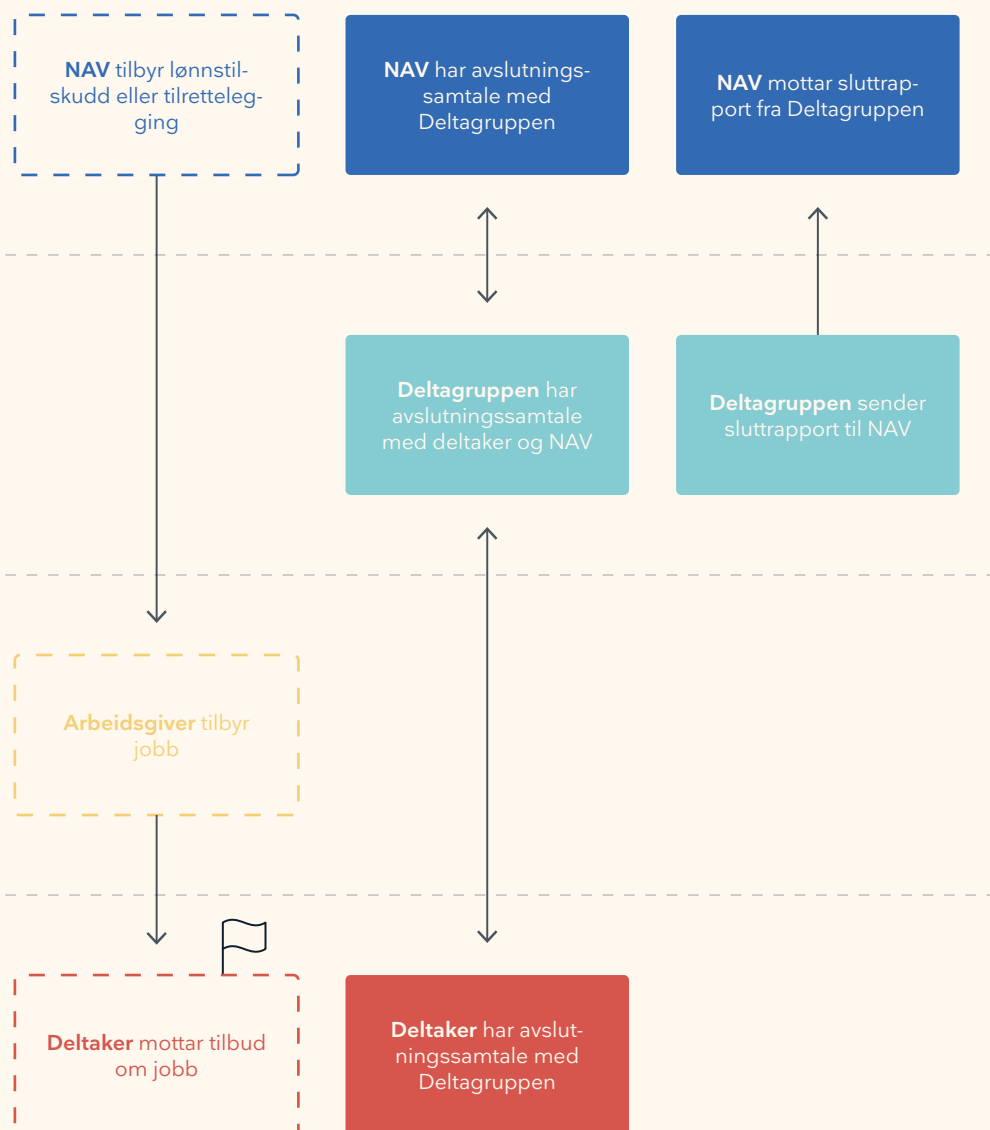 NAV tilbyr lønnstil-
skudd eller tilretteleg-
ging
NAV har avslutnings-
samtale med
Deltagruppen
NAV mottar sluttrap-
port fra Deltagruppen
Deltagruppen har
avslutningssamtale
med deltaker og NAV
Deltagruppen sender
sluttrapport til NAV
Arbeidsgiver tilbyr
jobb
Deltaker mottar tilbud
om jobb
Deltaker har avslut-
ningssamtale med
Deltagruppen